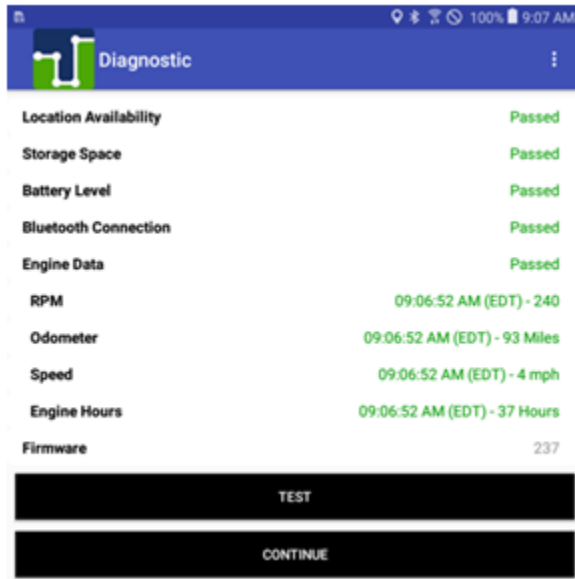 100% 9:07 AM
Diagnostic
Location Availability Passed
Storage Space Passed
Battery Level Passed
Bluetooth Connection Passed
Engine Data Passed
RPM 09:06:52 AM (EDT) - 240
Odometer 09:06:52 AM (EDT) - 93 Miles
Speed 09:06:52 AM (EDT) - 4 mph
Engine Hours 09:06:52 AM (EDT) - 37 Hours
Firmware 237
TEST
CONTINUE